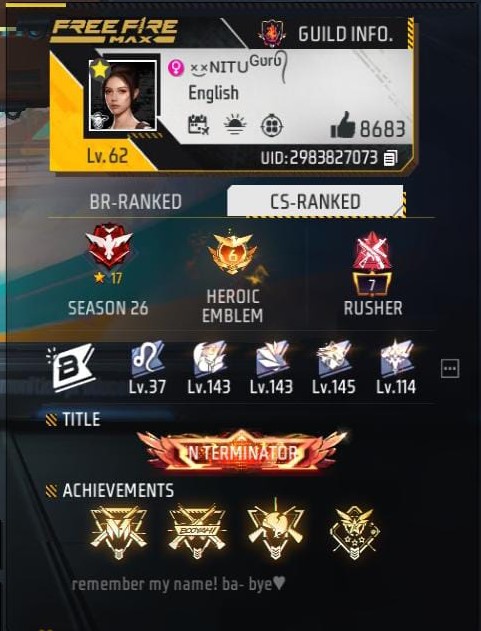 FREE FIRE
MAX
GUILD INFO.
××NITUᴳᵘʳᵘ
English
8683
Lv. 62
UID:2983827073
BR-RANKED
CS-RANKED
17
6
7
SEASON 26
HEROIC
EMBLEM
RUSHER
B
Lv.37
Lv.143
Lv.143
Lv.145
Lv.114
TITLE
N TERMINATOR
ACHIEVEMENTS
BOOYAH!
remember my name! ba- bye♥